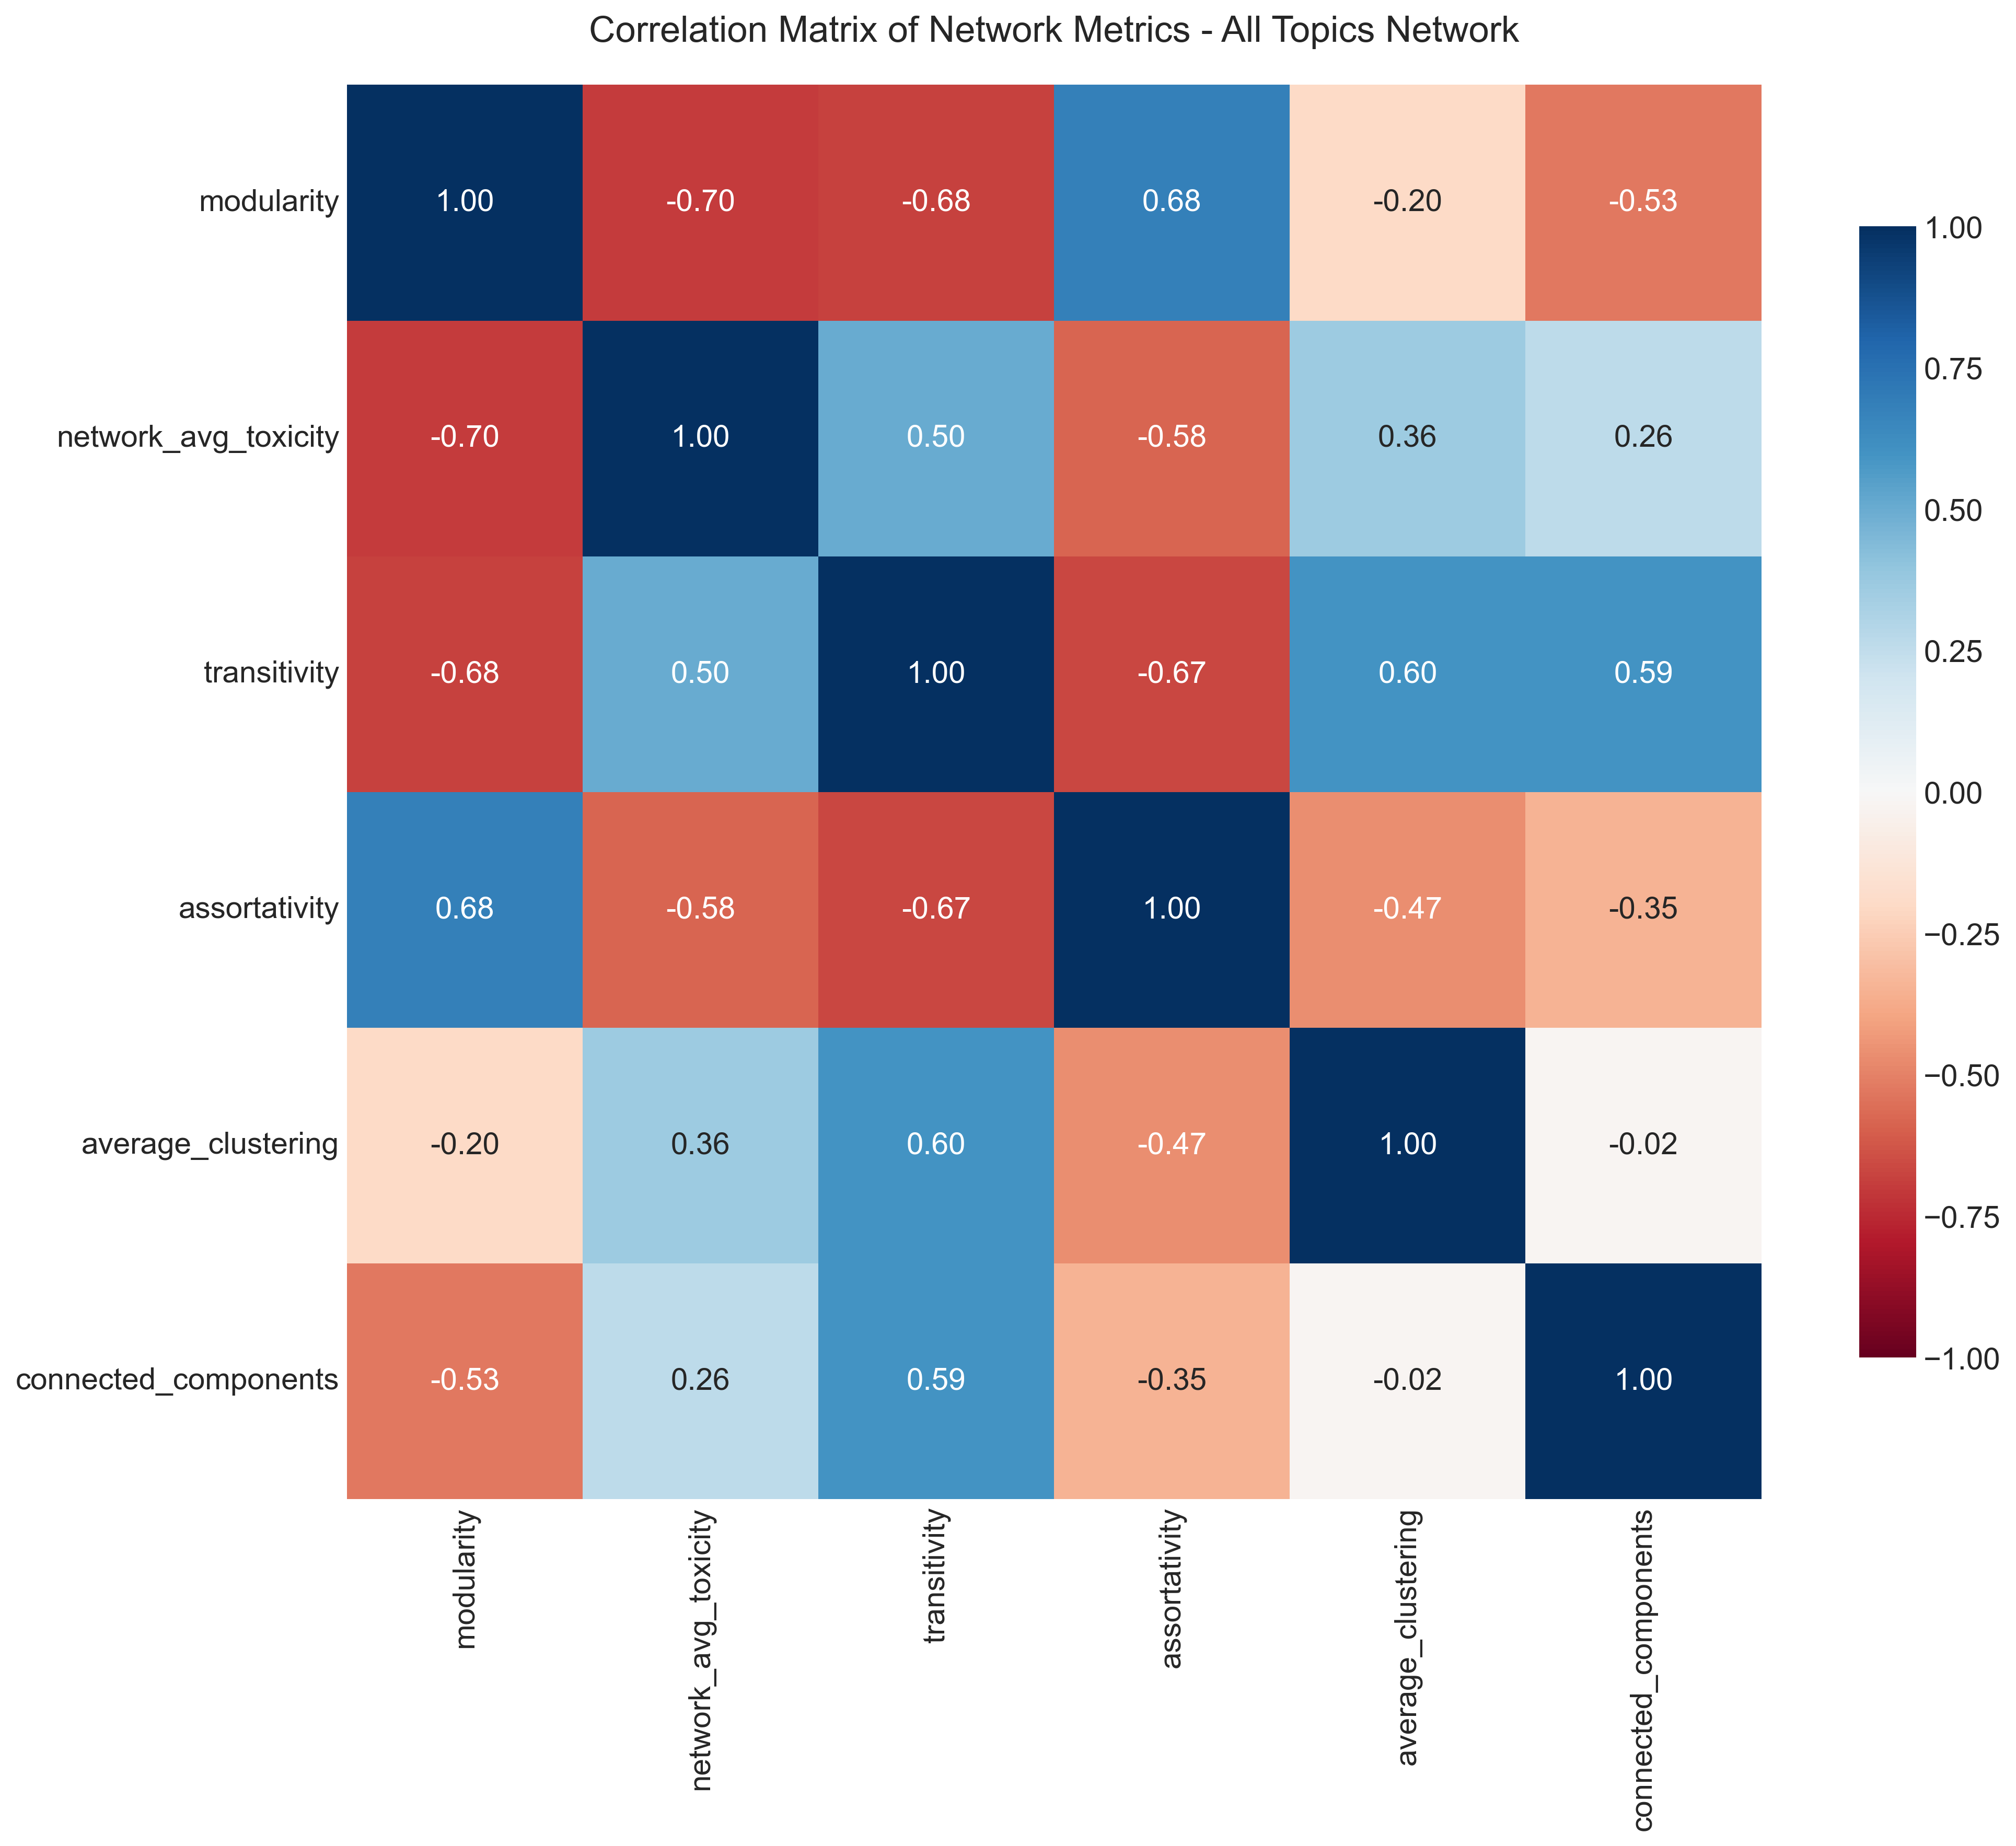 Correlation Matrix of Network Metrics - All Topics Network
modularity 1.00 -0.70 -0.68 0.68 -0.20 -0.53
network_avg_toxicity -0.70 1.00 0.50 -0.58 0.36 0.26
transitivity -0.68 0.50 1.00 -0.67 0.60 0.59
assortativity 0.68 -0.58 -0.67 1.00 -0.47 -0.35
average_clustering -0.20 0.36 0.60 -0.47 1.00 -0.02
connected_components -0.53 0.26 0.59 -0.35 -0.02 1.00
modularity
network_avg_toxicity
transitivity
assortativity
average_clustering
connected_components
1.00
0.75
0.50
0.25
0.00
−0.25
−0.50
−0.75
−1.00